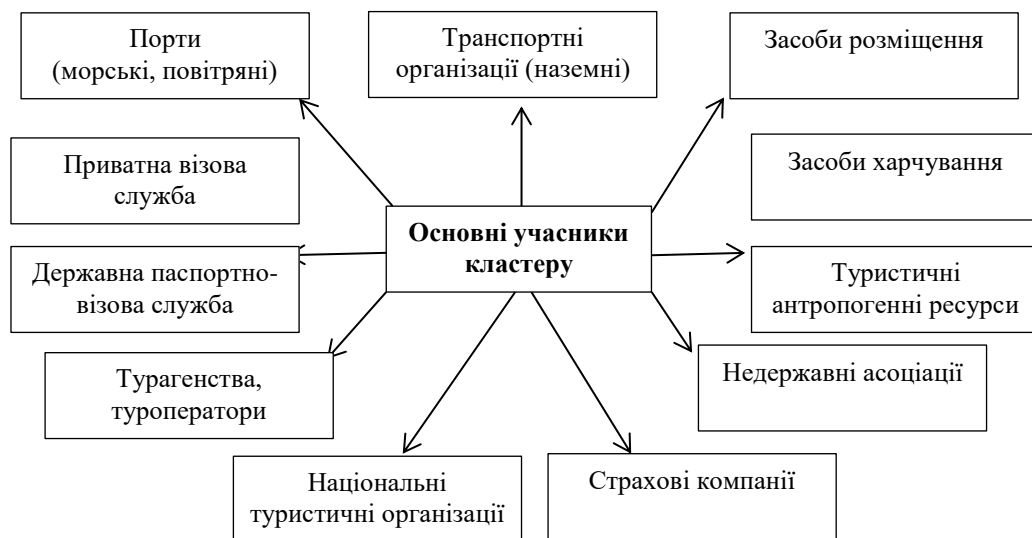 Порти
(морські, повітряні)
Транспортні
організації (наземні)
Засоби розміщення
Приватна візова
служба
Засоби харчування
Основні учасники
кластеру
Державна паспортно-
візова служба
Туристичні
антропогенні ресурси
Турагенства,
туроператори
Недержавні асоціації
Національні
туристичні організації
Страхові компанії